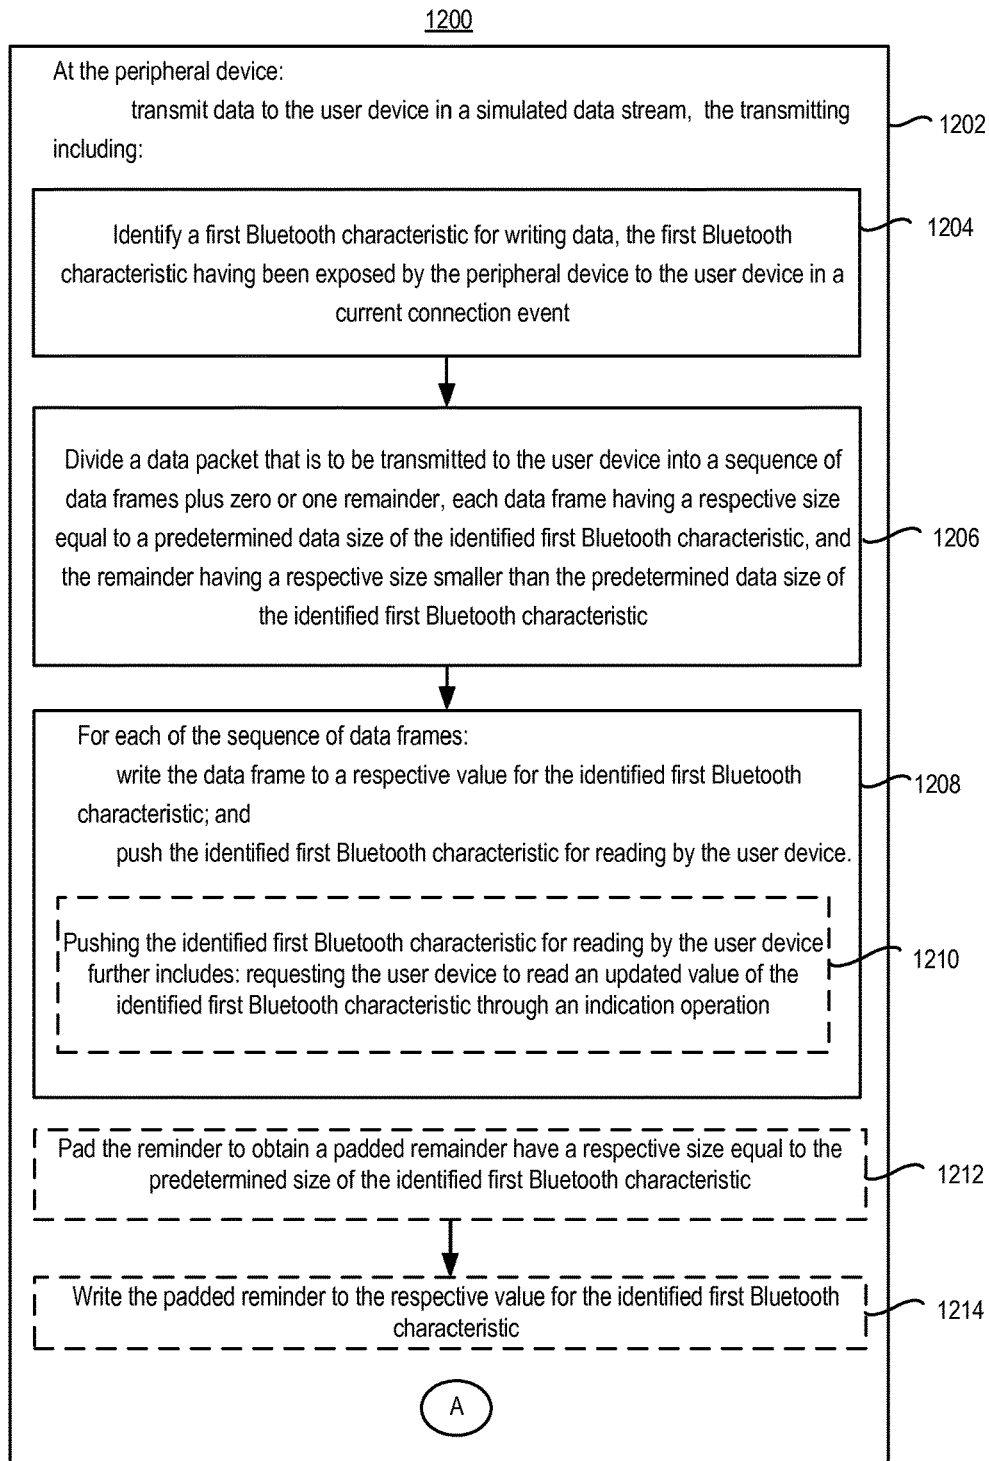 1200
At the peripheral device:
transmit data to the user device in a simulated data stream, the transmitting
including:
1202
Identify a first Bluetooth characteristic for writing data, the first Bluetooth
characteristic having been exposed by the peripheral device to the user device in a
current connection event
1204
Divide a data packet that is to be transmitted to the user device into a sequence of
data frames plus zero or one remainder, each data frame having a respective size
equal to a predetermined data size of the identified first Bluetooth characteristic, and
the remainder having a respective size smaller than the predetermined data size of
the identified first Bluetooth characteristic
1206
For each of the sequence of data frames:
write the data frame to a respective value for the identified first Bluetooth
characteristic; and
push the identified first Bluetooth characteristic for reading by the user device.
1208
Pushing the identified first Bluetooth characteristic for reading by the user device
further includes: requesting the user device to read an updated value of the
identified first Bluetooth characteristic through an indication operation
1210
Pad the reminder to obtain a padded remainder have a respective size equal to the
predetermined size of the identified first Bluetooth characteristic
1212
Write the padded reminder to the respective value for the identified first Bluetooth
characteristic
1214
A